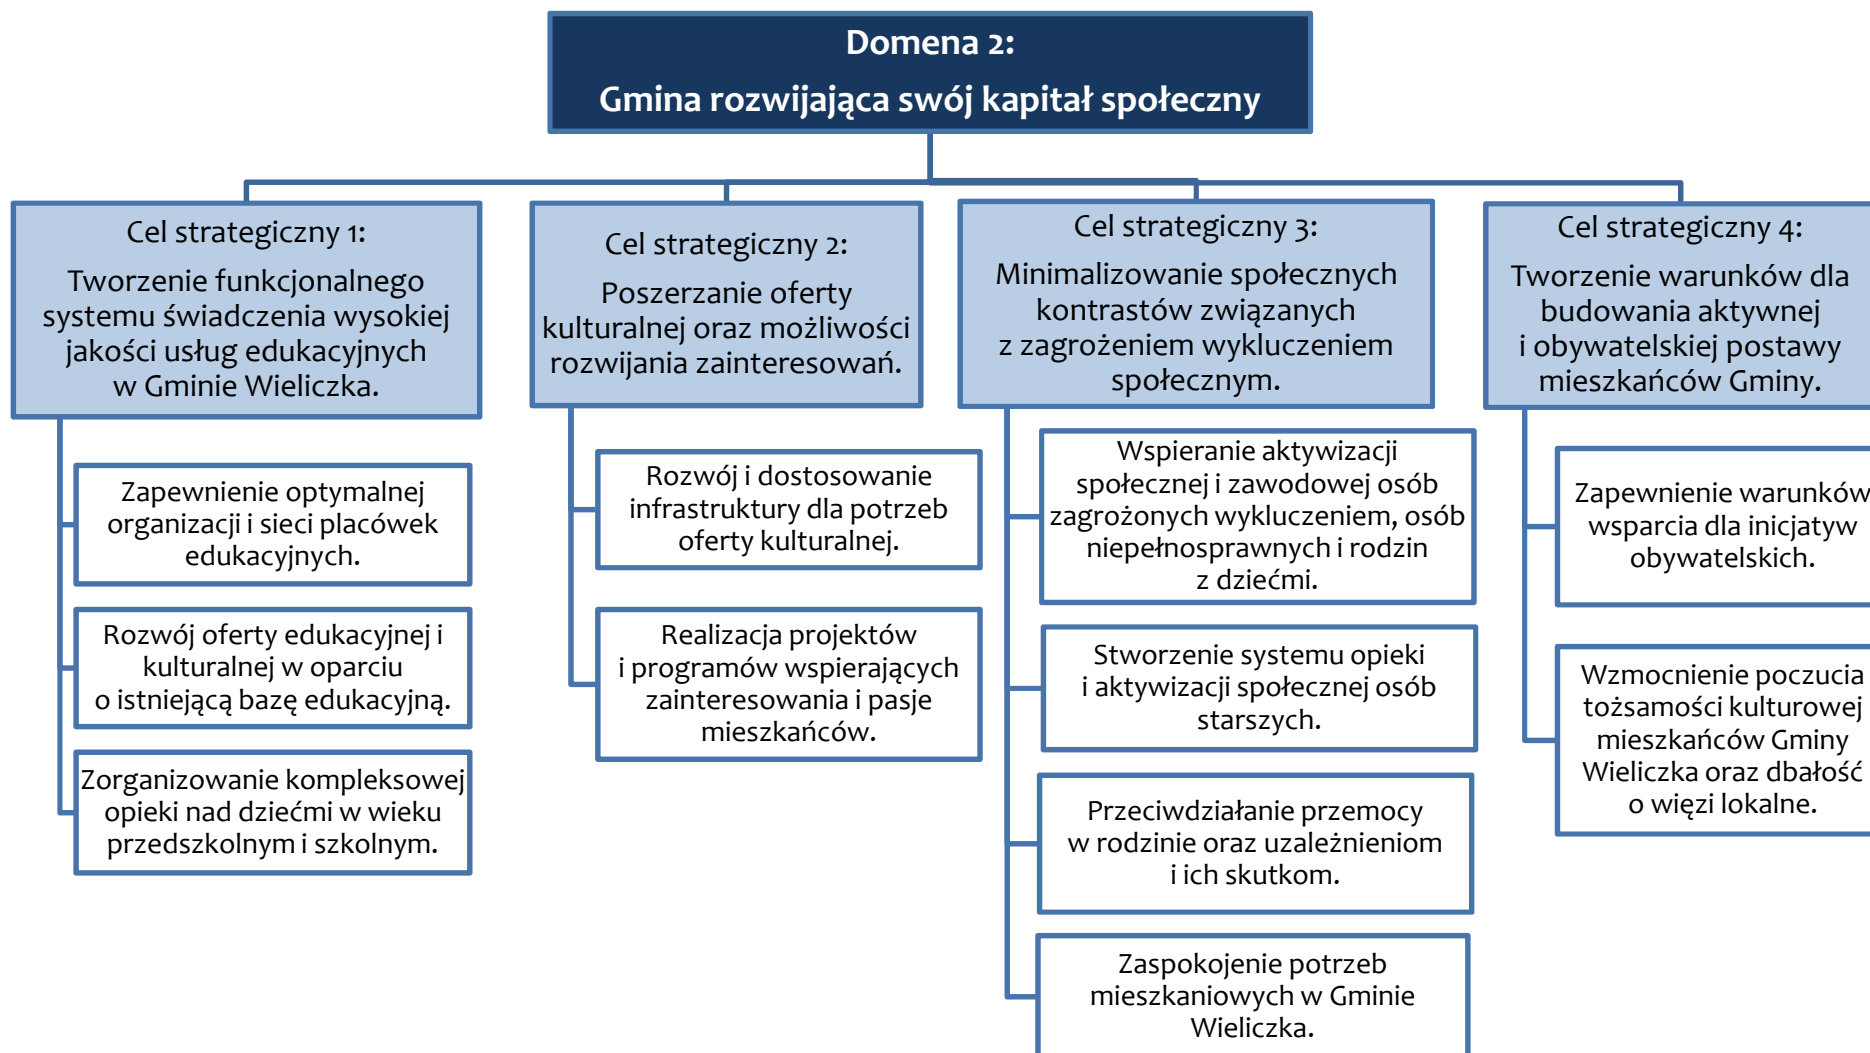 Domena 2:
Gmina rozwijająca swój kapitał społeczny
Cel strategiczny 1:
Tworzenie funkcjonalnego
systemu świadczenia wysokiej
jakości usług edukacyjnych
w Gminie Wieliczka.
Zapewnienie optymalnej
organizacji i sieci placówek
edukacyjnych.
Rozwój oferty edukacyjnej i
kulturalnej w oparciu
o istniejącą bazę edukacyjną.
Zorganizowanie kompleksowej
opieki nad dziećmi w wieku
przedszkolnym i szkolnym.
Cel strategiczny 2:
Poszerzanie oferty
kulturalnej oraz możliwości
rozwijania zainteresowań.
Rozwój i dostosowanie
infrastruktury dla potrzeb
oferty kulturalnej.
Realizacja projektów
i programów wspierających
zainteresowania i pasje
mieszkańców.
Cel strategiczny 3:
Minimalizowanie społecznych
kontrastów związanych
z zagrożeniem wykluczeniem
społecznym.
Wspieranie aktywizacji
społecznej i zawodowej osób
zagrożonych wykluczeniem, osób
niepełnosprawnych i rodzin
z dziećmi.
Stworzenie systemu opieki
i aktywizacji społecznej osób
starszych.
Przeciwdziałanie przemocy
w rodzinie oraz uzależnieniom
i ich skutkom.
Zaspokojenie potrzeb
mieszkaniowych w Gminie
Wieliczka.
Cel strategiczny 4:
Tworzenie warunków dla
budowania aktywnej
i obywatelskiej postawy
mieszkańców Gminy.
Zapewnienie warunków
wsparcia dla inicjatyw
obywatelskich.
Wzmocnienie poczucia
tożsamości kulturowej
mieszkańców Gminy
Wieliczka oraz dbałość
o więzi lokalne.